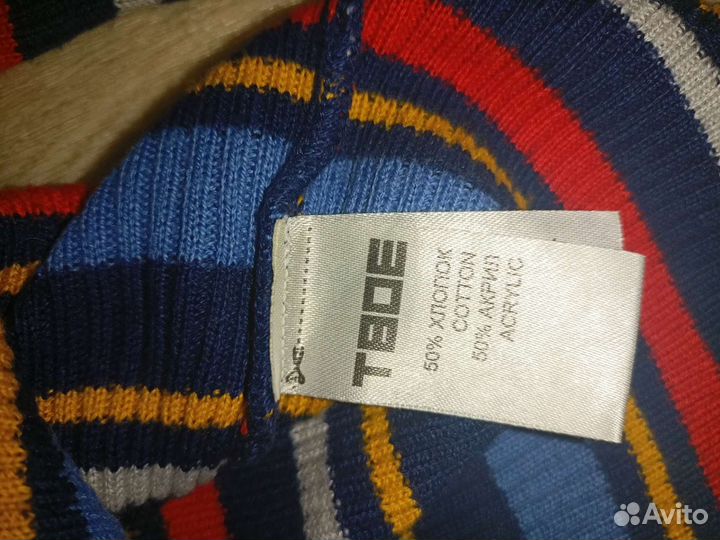 ТВОЕ
50% ХЛОПОК
COTTON
50% АКРИЛ
ACRYLIC
Avito